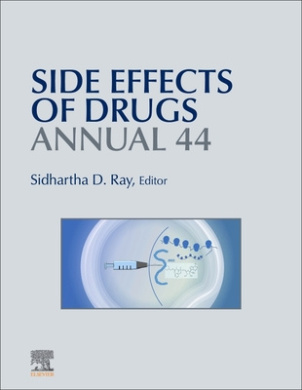 SIDE EFFECTS
OF DRUGS
ANNUAL 44
Sidhartha D. Ray, Editor
ELSEVIER